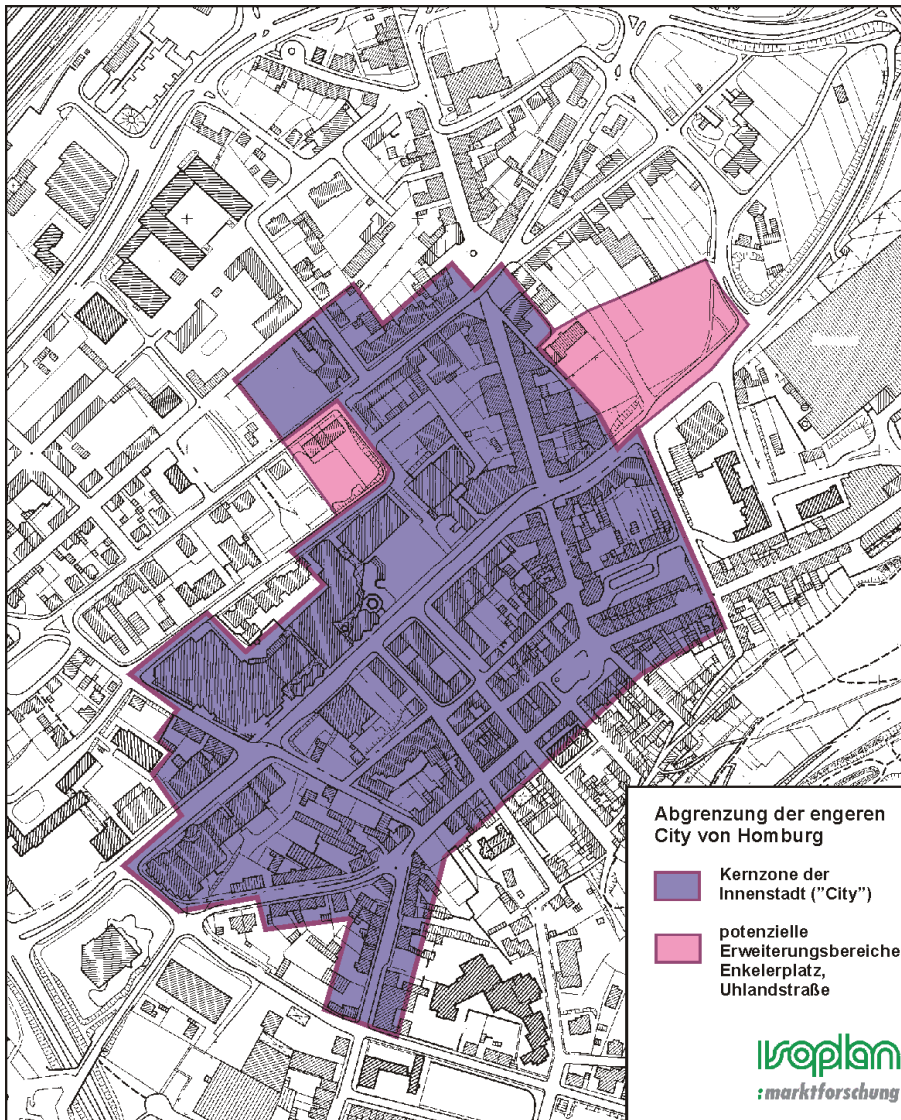 Abgrenzung der engeren
City von Homburg
Kernzone der
Innenstadt ("City")
potenzielle
Erweiterungsbereiche
Enkelerplatz,
Uhlandstraße
isoplan
:marktforschung